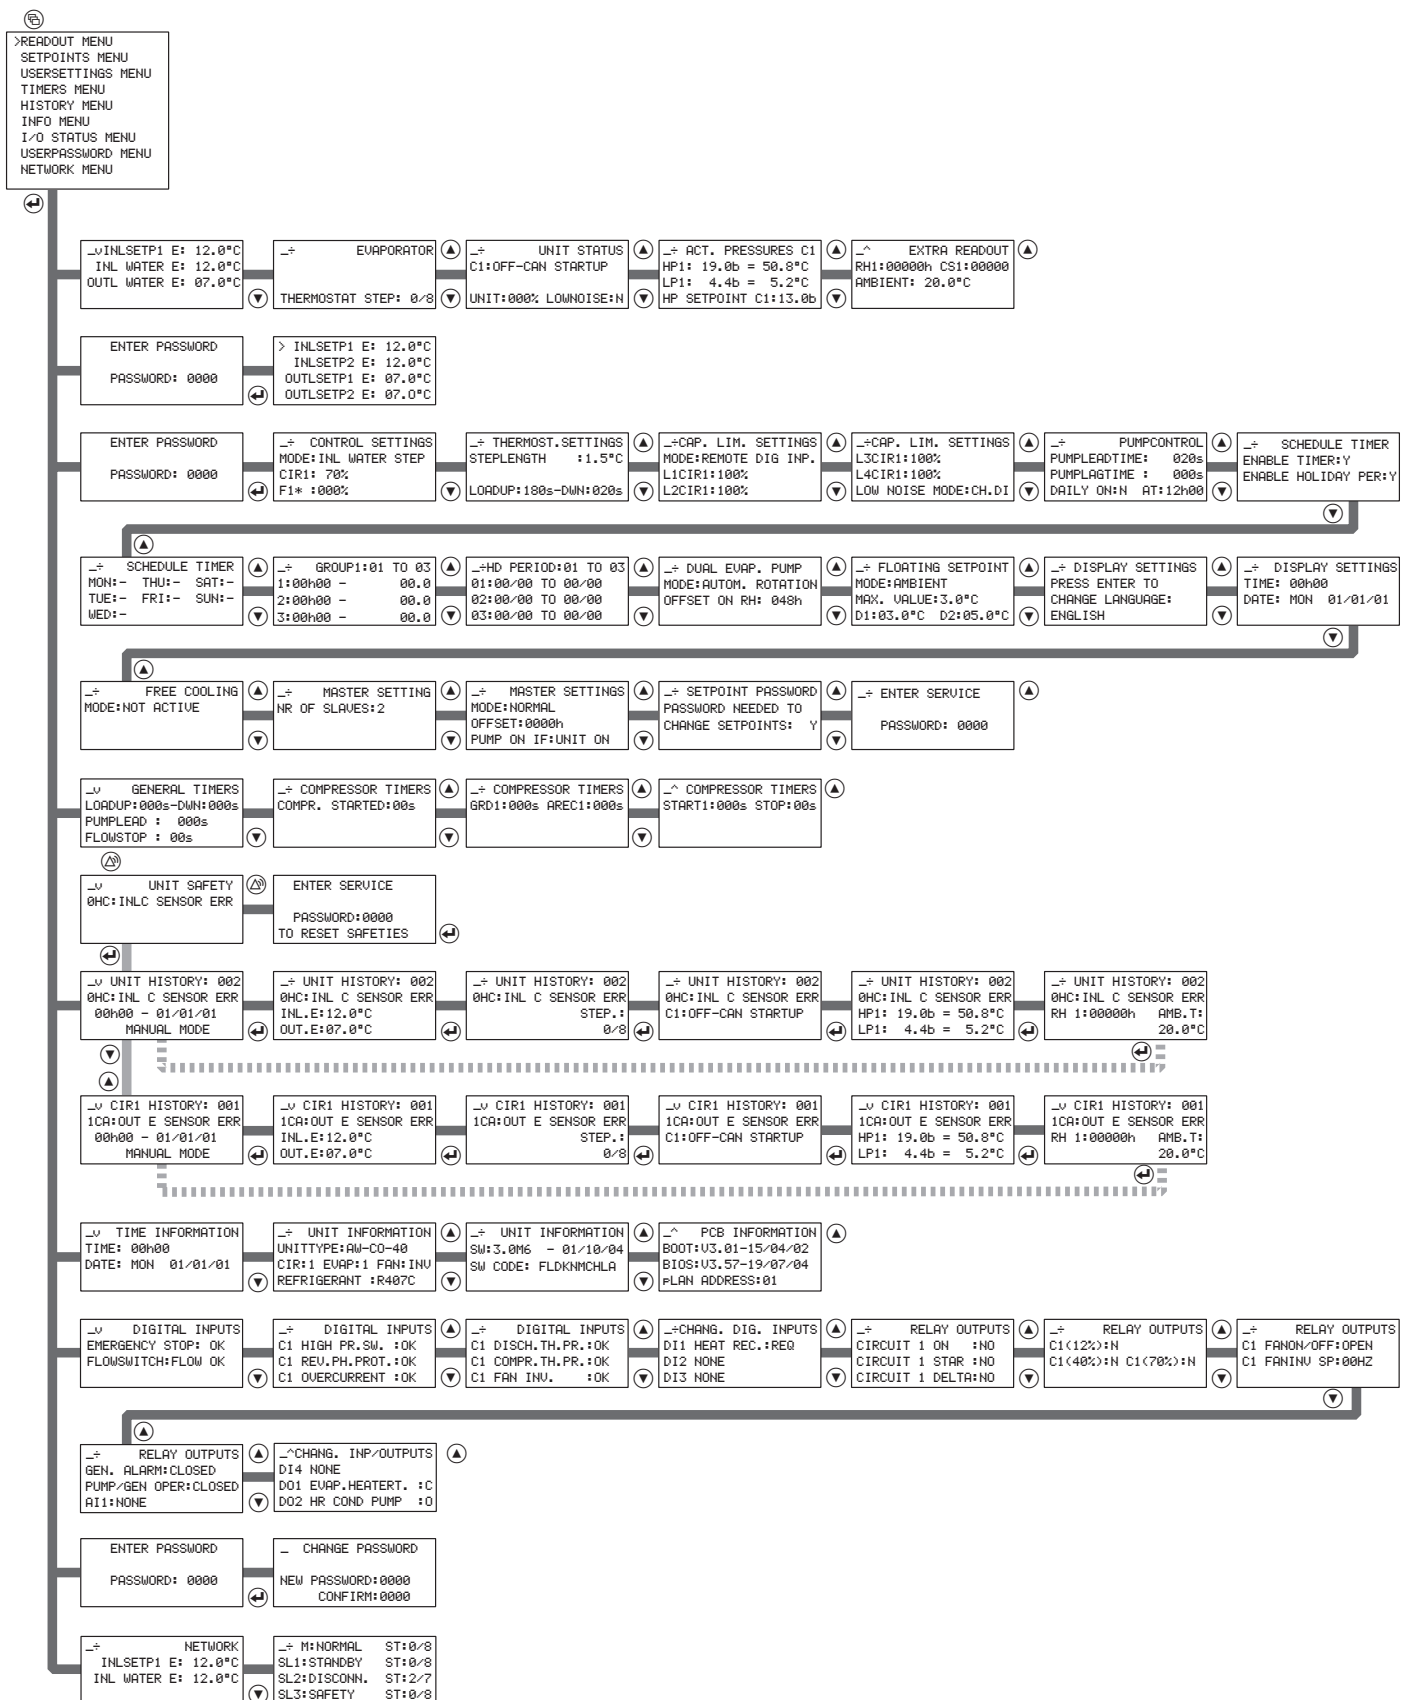 >READOUT MENU
SETPOINTS MENU
USERSETTINGS MENU
TIMERS MENU
HISTORY MENU
INFO MENU
I/O STATUS MENU
USERPASSWORD MENU
NETWORK MENU
_vINLSETP1 E: 12.0°C
INL WATER E: 12.0°C
OUTL WATER E: 07.0°C
_÷ EVAPORATOR
THERMOSTAT STEP: 0/8
_÷ UNIT STATUS
C1:OFF-CAN STARTUP
UNIT:000% LOWNOISE:N
_÷ ACT. PRESSURES C1
HP1: 19.0b = 50.8°C
LP1: 4.4b = 5.2°C
HP SETPOINT C1:13.0b
_^ EXTRA READOUT
RH1:00000h CS1:00000
AMBIENT: 20.0°C
ENTER PASSWORD
PASSWORD: 0000
> INLSETP1 E: 12.0°C
INLSETP2 E: 12.0°C
OUTLSETP1 E: 07.0°C
OUTLSETP2 E: 07.0°C
ENTER PASSWORD
PASSWORD: 0000
_÷ CONTROL SETTINGS
MODE:INL WATER STEP
CIR1: 70%
F1* :000%
_÷ THERMOST.SETTINGS
STEPLENGTH :1.5°C
LOADUP:180s-DWN:020s
_÷CAP. LIM. SETTINGS
MODE:REMOTE DIG INP.
L1CIR1:100%
L2CIR1:100%
_÷CAP. LIM. SETTINGS
L3CIR1:100%
L4CIR1:100%
LOW NOISE MODE:CH.DI
_÷ PUMPCONTROL
PUMPLEADTIME: 020s
PUMPLAGTIME : 000s
DAILY ON:N AT:12h00
_÷ SCHEDULE TIMER
ENABLE TIMER:Y
ENABLE HOLIDAY PER:Y
_÷ SCHEDULE TIMER
MON:- THU:- SAT:-
TUE:- FRI:- SUN:-
WED:-
_÷ GROUP1:01 TO 03
1:00h00 - 00.0
2:00h00 - 00.0
3:00h00 - 00.0
_÷HD PERIOD:01 TO 03
01:00/00 TO 00/00
02:00/00 TO 00/00
03:00/00 TO 00/00
_÷ DUAL EVAP. PUMP
MODE:AUTOM. ROTATION
OFFSET ON RH: 048h
_÷ FLOATING SETPOINT
MODE:AMBIENT
MAX. VALUE:3.0°C
D1:03.0°C D2:05.0°C
_÷ DISPLAY SETTINGS
PRESS ENTER TO
CHANGE LANGUAGE:
ENGLISH
_÷ DISPLAY SETTINGS
TIME: 00h00
DATE: MON 01/01/01
_÷ FREE COOLING
MODE:NOT ACTIVE
_÷ MASTER SETTING
NR OF SLAVES:2
_÷ MASTER SETTINGS
MODE:NORMAL
OFFSET:0000h
PUMP ON IF:UNIT ON
_÷ SETPOINT PASSWORD
PASSWORD NEEDED TO
CHANGE SETPOINTS: Y
_÷ ENTER SERVICE
PASSWORD: 0000
_v GENERAL TIMERS
LOADUP:000s-DWN:000s
PUMPLEAD : 000s
FLOWSTOP : 00s
_÷ COMPRESSOR TIMERS
COMPR. STARTED:00s
_÷ COMPRESSOR TIMERS
GRD1:000s AREC1:000s
_^ COMPRESSOR TIMERS
START1:000s STOP:00s
_v UNIT SAFETY
0HC:INLC SENSOR ERR
ENTER SERVICE
PASSWORD:0000
TO RESET SAFETIES
_v UNIT HISTORY: 002
0HC:INL C SENSOR ERR
00h00 - 01/01/01
MANUAL MODE
_÷ UNIT HISTORY: 002
0HC:INL C SENSOR ERR
INL.E:12.0°C
OUT.E:07.0°C
_÷ UNIT HISTORY: 002
0HC:INL C SENSOR ERR
STEP.:
0/8
_÷ UNIT HISTORY: 002
0HC:INL C SENSOR ERR
C1:OFF-CAN STARTUP
_÷ UNIT HISTORY: 002
0HC:INL C SENSOR ERR
HP1: 19.0b = 50.8°C
LP1: 4.4b = 5.2°C
_÷ UNIT HISTORY: 002
0HC:INL C SENSOR ERR
RH 1:00000h AMB.T:
20.0°C
_v CIR1 HISTORY: 001
1CA:OUT E SENSOR ERR
00h00 - 01/01/01
MANUAL MODE
_v CIR1 HISTORY: 001
1CA:OUT E SENSOR ERR
INL.E:12.0°C
OUT.E:07.0°C
_v CIR1 HISTORY: 001
1CA:OUT E SENSOR ERR
STEP.:
0/8
_v CIR1 HISTORY: 001
1CA:OUT E SENSOR ERR
C1:OFF-CAN STARTUP
_v CIR1 HISTORY: 001
1CA:OUT E SENSOR ERR
HP1: 19.0b = 50.8°C
LP1: 4.4b = 5.2°C
_v CIR1 HISTORY: 001
1CA:OUT E SENSOR ERR
RH 1:00000h AMB.T:
20.0°C
_v TIME INFORMATION
TIME: 00h00
DATE: MON 01/01/01
_÷ UNIT INFORMATION
UNITTYPE:AW-CO-40
CIR:1 EVAP:1 FAN:INV
REFRIGERANT :R407C
_÷ UNIT INFORMATION
SW:3.0M6 - 01/10/04
SW CODE: FLDKNMCHLA
_^ PCB INFORMATION
BOOT:V3.01-15/04/02
BIOS:V3.57-19/07/04
pLAN ADDRESS:01
_v DIGITAL INPUTS
EMERGENCY STOP: OK
FLOWSWITCH:FLOW OK
_÷ DIGITAL INPUTS
C1 HIGH PR.SW. :OK
C1 REV.PH.PROT.:OK
C1 OVERCURRENT :OK
_÷ DIGITAL INPUTS
C1 DISCH.TH.PR.:OK
C1 COMPR.TH.PR.:OK
C1 FAN INV. :OK
_÷CHANG. DIG. INPUTS
DI1 HEAT REC.:REQ
DI2 NONE
DI3 NONE
_÷ RELAY OUTPUTS
CIRCUIT 1 ON :NO
CIRCUIT 1 STAR :NO
CIRCUIT 1 DELTA:NO
_÷ RELAY OUTPUTS
C1(12%):N
C1(40%):N C1(70%):N
_÷ RELAY OUTPUTS
C1 FANON/OFF:OPEN
C1 FANINV SP:00HZ
_÷ RELAY OUTPUTS
GEN. ALARM:CLOSED
PUMP/GEN OPER:CLOSED
AI1:NONE
_^CHANG. INP/OUTPUTS
DI4 NONE
DO1 EVAP.HEATERT. :C
DO2 HR COND PUMP :O
ENTER PASSWORD
PASSWORD: 0000
_ CHANGE PASSWORD
NEW PASSWORD:0000
CONFIRM:0000
_÷ NETWORK
INLSETP1 E: 12.0°C
INL WATER E: 12.0°C
_÷ M:NORMAL ST:0/8
SL1:STANDBY ST:0/8
SL2:DISCONN. ST:2/7
SL3:SAFETY ST:0/8